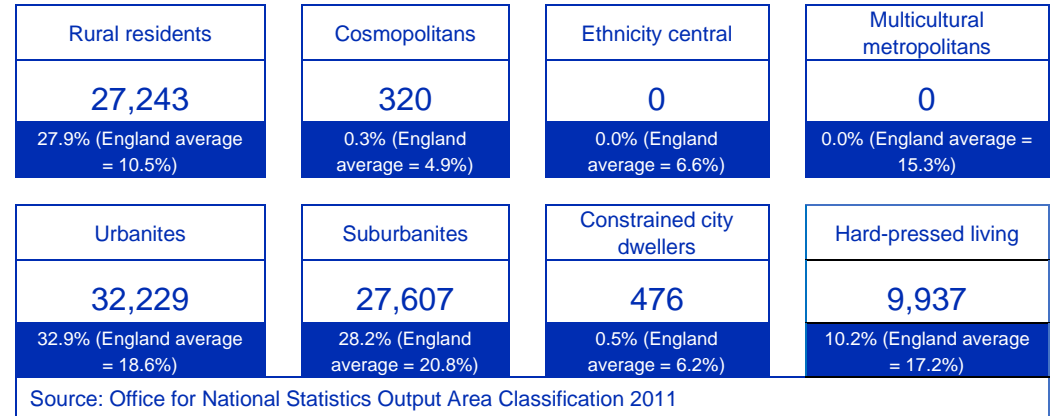 Rural residents
27,243
27.9% (England average
= 10.5%)
Cosmopolitans
320
0.3% (England
average = 4.9%)
Ethnicity central
0
0.0% (England
average = 6.6%)
Multicultural
metropolitans
0
0.0% (England average =
15.3%)
Urbanites
32,229
32.9% (England average
= 18.6%)
Suburbanites
27,607
28.2% (England
average = 20.8%)
Constrained city
dwellers
476
0.5% (England
average = 6.2%)
Hard-pressed living
9,937
10.2% (England average
= 17.2%)
Source: Office for National Statistics Output Area Classification 2011